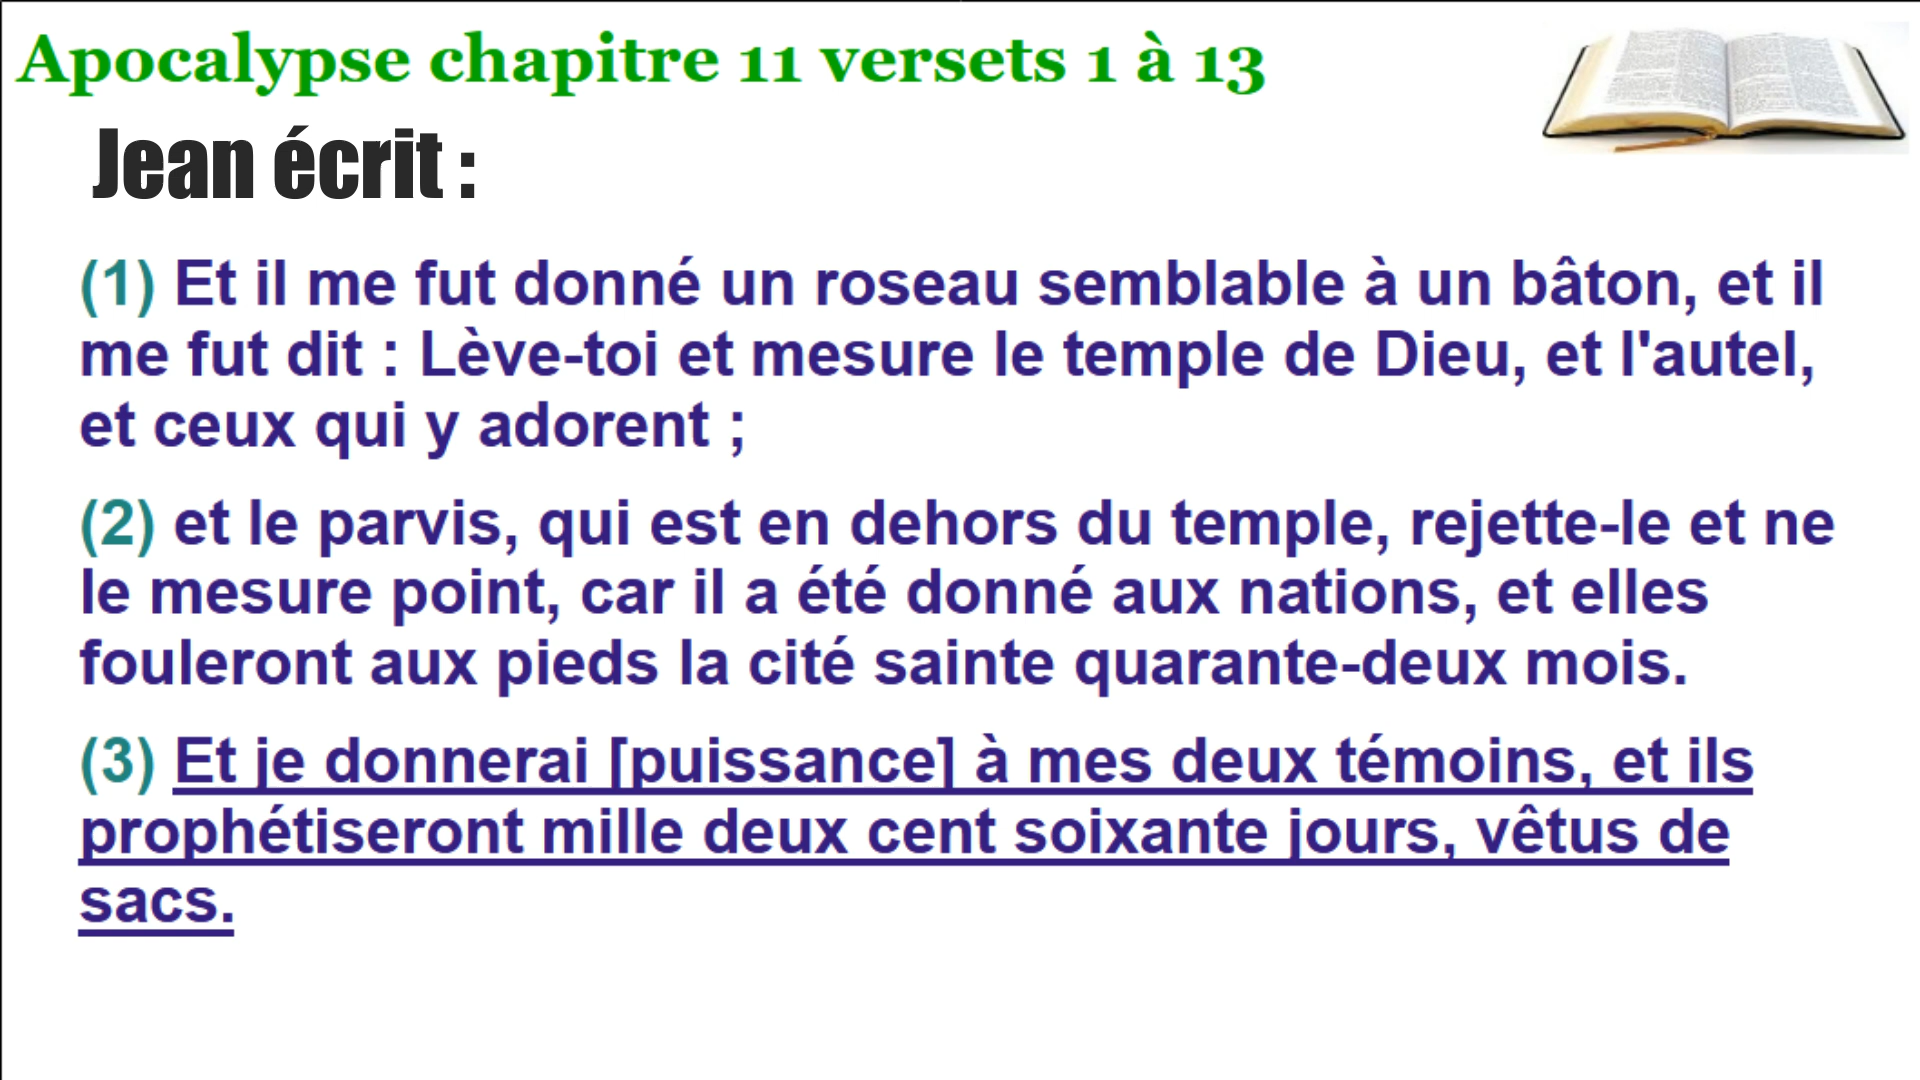 Apocalypse chapitre 11 versets 1 à 13
Jean écrit :
(1) Et il me fut donné un roseau semblable à un bâton, et il
me fut dit : Lève-toi et mesure le temple de Dieu, et l'autel,
et ceux qui y adorent ;
(2) et le parvis, qui est en dehors du temple, rejette-le et ne
le mesure point, car il a été donné aux nations, et elles
fouleront aux pieds la cité sainte quarante-deux mois.
(3) Et je donnerai [puissance] à mes deux témoins, et ils
prophétiseront mille deux cent soixante jours, vêtus de
sacs.